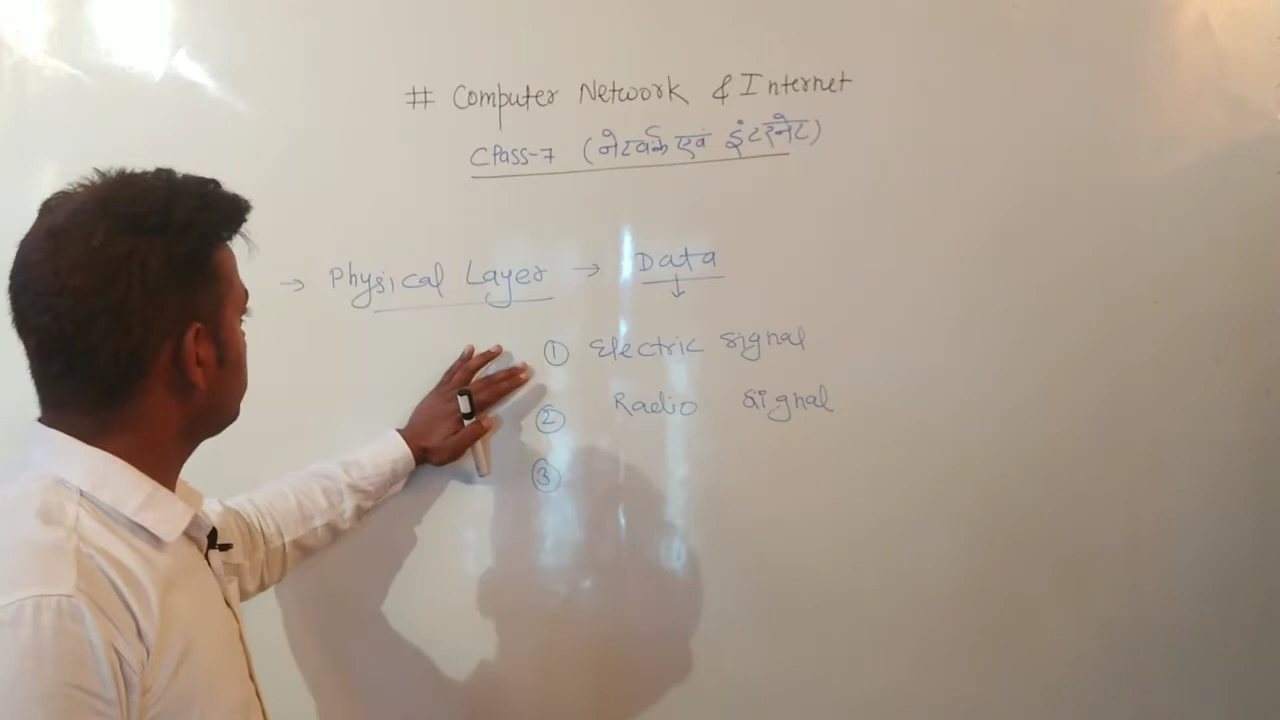 # Computer Network & Internet
Class-7 (नेटवर्क एवं इंटरनेट)
→ Physical Layer → Data
↓
① Electric signal
② Radio signal
③